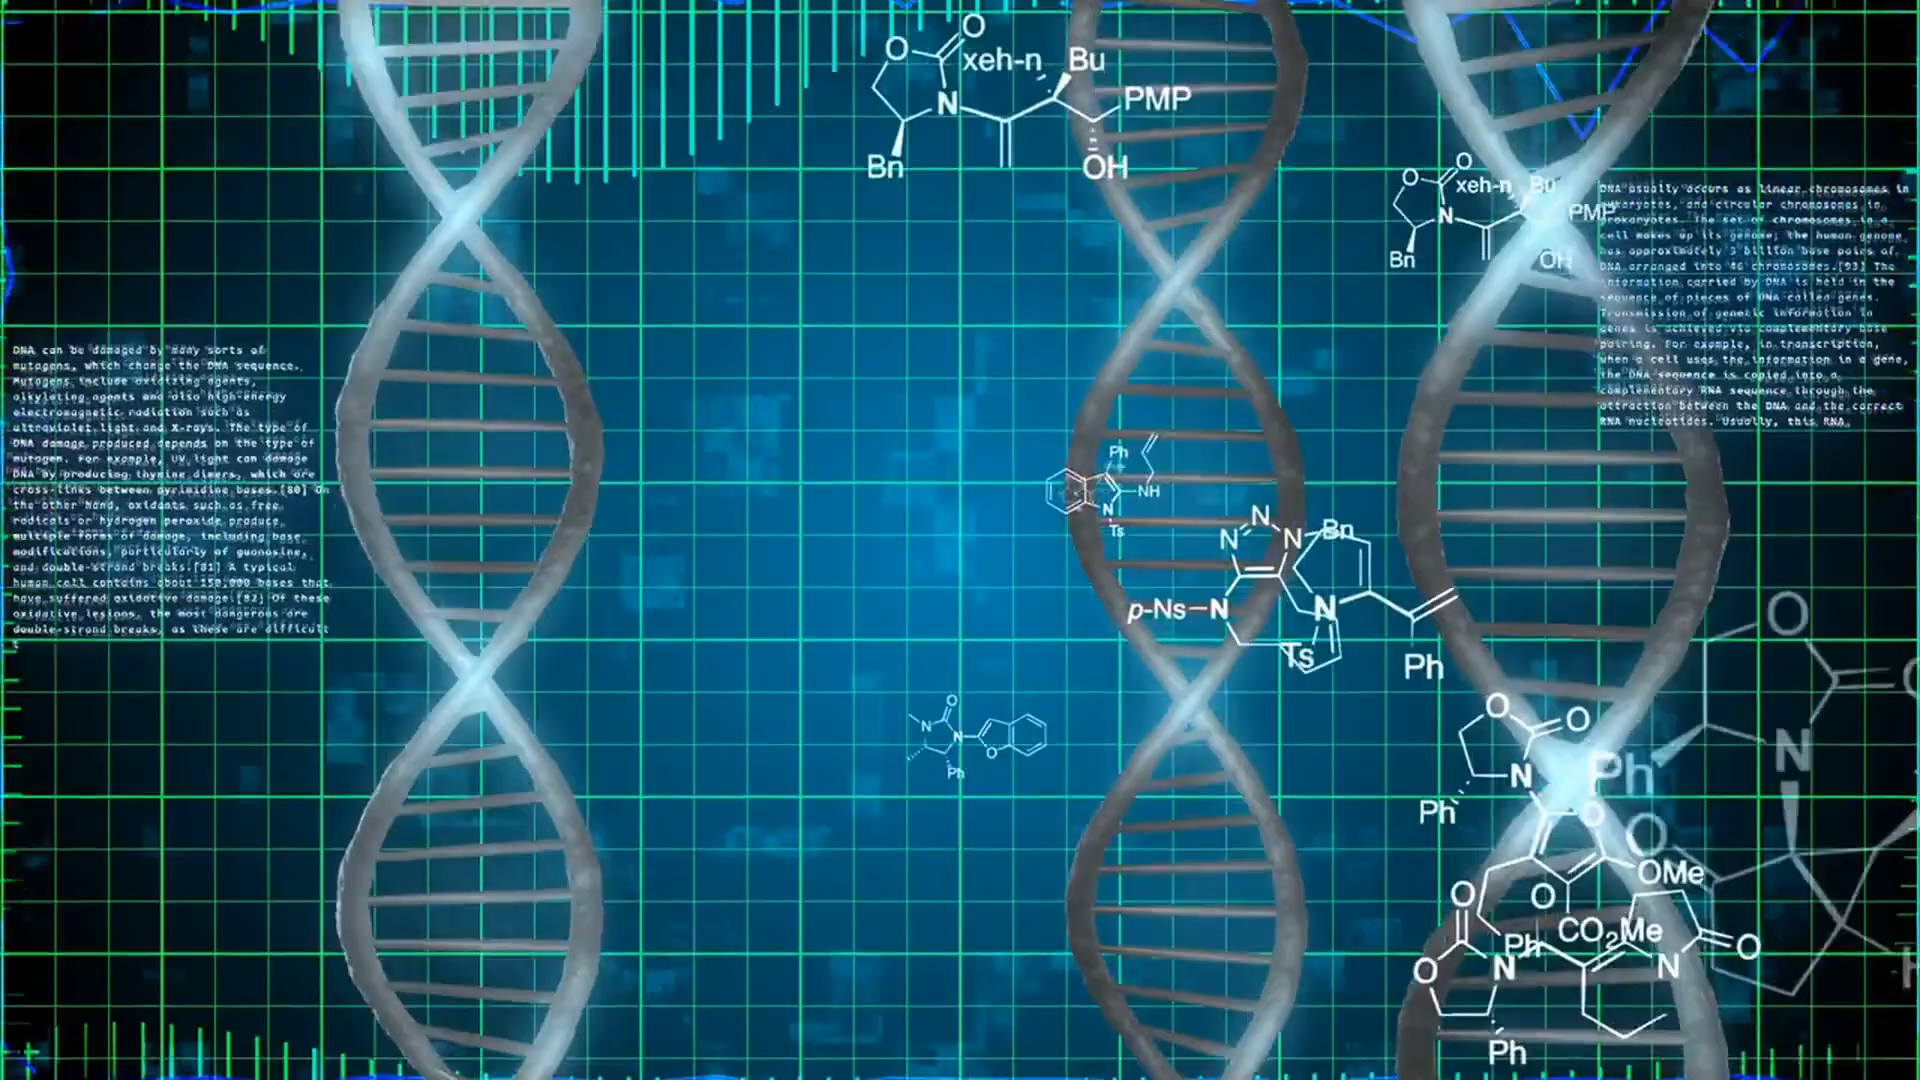 O
O
xeh-n
Bu
N
PMP
Bn
OH
O
O
xeh-n
Bu
N
PMP
Bn
OH
DNA usually occurs as linear chromosomes in
eukaryotes, and circular chromosomes in
prokaryotes. The set of chromosomes in a
cell makes up its genome; the human genome
has approximately 3 billion base pairs of
DNA arranged into 46 chromosomes.[93] The
information carried by DNA is held in the
sequence of pieces of DNA called genes.
Transmission of genetic information in
genes is achieved via complementary base
pairing. For example, in transcription,
when a cell uses the information in a gene,
the DNA sequence is copied into a
complementary RNA sequence through the
attraction between the DNA and the correct
RNA nucleotides. Usually, this RNA
DNA can be damaged by many sorts of
mutagens, which change the DNA sequence.
Mutagens include oxidizing agents,
alkylating agents and also high-energy
electromagnetic radiation such as
ultraviolet light and X-rays. The type of
DNA damage produced depends on the type of
mutagen. For example, UV light can damage
DNA by producing thymine dimers, which are
cross-links between pyrimidine bases.[80] On
the other hand, oxidants such as free
radicals or hydrogen peroxide produce
multiple forms of damage, including base
modifications, particularly of guanosine,
and double-strand breaks.[81] A typical
human cell contains about 150,000 bases that
have suffered oxidative damage.[82] Of these
oxidative lesions, the most dangerous are
double-strand breaks, as these are difficult
Ph
NH
N
Ts
N
N
N
Bn
p-Ns
N
N
Ts
Ph
O
N
N
O
Ph
O
N
Ph
O
O
O
N
Ph
O
OMe
O
CO2Me
O
Ph
O
N
N
O
Ph
H